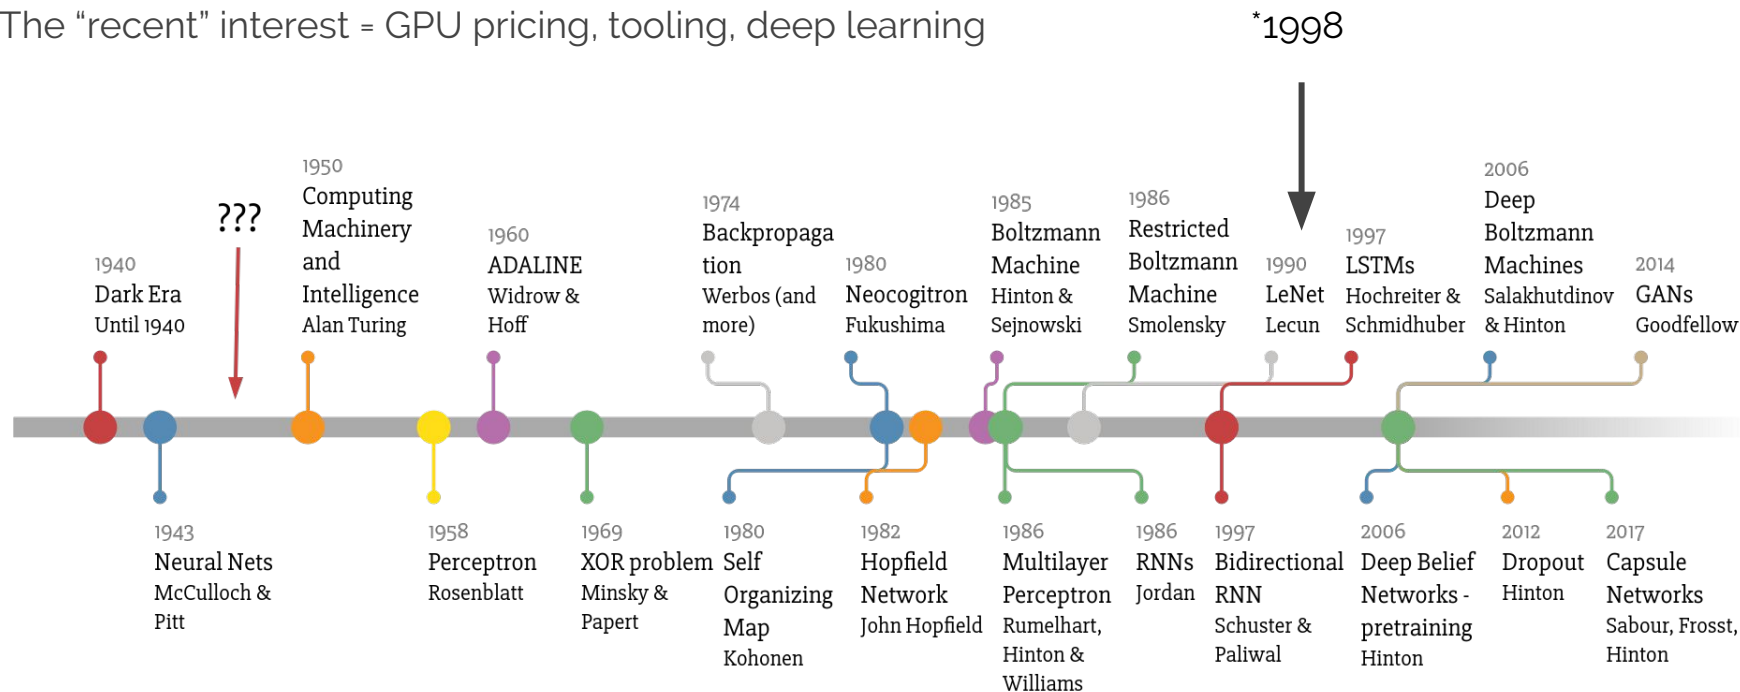 The “recent” interest = GPU pricing, tooling, deep learning
*1998
???
1940
Dark Era
Until 1940
1950
Computing
Machinery
and
Intelligence
Alan Turing
1960
ADALINE
Widrow &
Hoff
1974
Backpropaga
tion
Werbos (and
more)
1980
Neocogitron
Fukushima
1985
Boltzmann
Machine
Hinton &
Sejnowski
1986
Restricted
Boltzmann
Machine
Smolensky
1990
LeNet
Lecun
1997
LSTMs
Hochreiter &
Schmidhuber
2006
Deep
Boltzmann
Machines
Salakhutdinov
& Hinton
2014
GANs
Goodfellow
1943
Neural Nets
McCulloch &
Pitt
1958
Perceptron
Rosenblatt
1969
XOR problem
Minsky &
Papert
1980
Self
Organizing
Map
Kohonen
1982
Hopfield
Network
John Hopfield
1986
Multilayer
Perceptron
Rumelhart,
Hinton &
Williams
1986
RNNs
Jordan
1997
Bidirectional
RNN
Schuster &
Paliwal
2006
Deep Belief
Networks -
pretraining
Hinton
2012
Dropout
Hinton
2017
Capsule
Networks
Sabour, Frosst,
Hinton